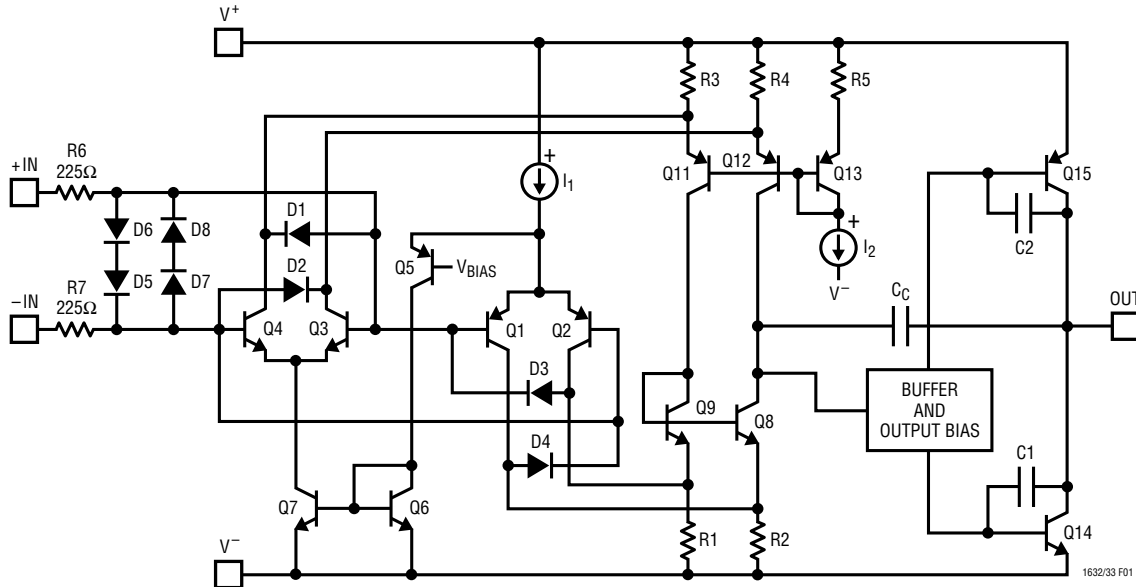 V+
R3
R4
R5
+IN
R6
225Ω
Q11
Q12
Q13
Q15
+
I1
D6
D8
D1
C2
+
I2
Q5
VBIAS
D2
D5
D7
−IN
R7
225Ω
V−
CC
OUT
Q4
Q3
Q1
Q2
D3
Q9
Q8
BUFFER
AND
OUTPUT BIAS
D4
C1
Q7
Q6
R1
R2
Q14
V−
1632/33 F01